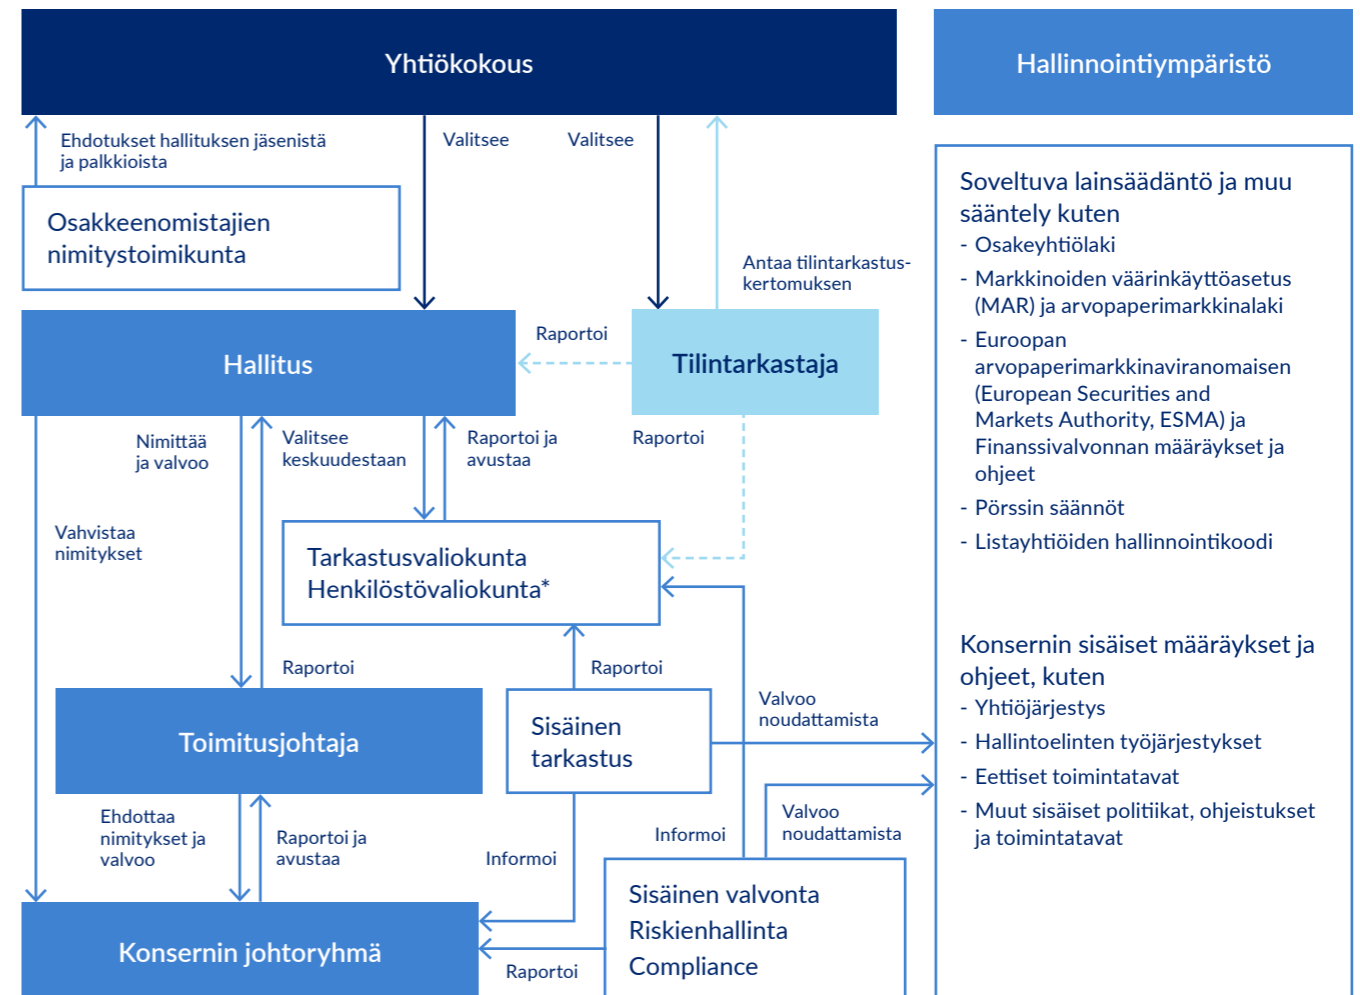 Yhtiökokous
Hallinnointiympäristö
Ehdotukset hallituksen jäsenistä
ja palkkioista
Valitsee
Valitsee
Osakkeenomistajien
nimitystoimikunta
Antaa tilintarkastus-
kertomuksen
Hallitus
Raportoi
Tilintarkastaja
Nimittää
ja valvoo
Valitsee
keskuudestaan
Raportoi ja
avustaa
Raportoi
Vahvistaa
nimitykset
Tarkastusvaliokunta
Henkilöstövaliokunta*
Raportoi
Raportoi
Toimitusjohtaja
Sisäinen
tarkastus
Valvoo
noudattamista
Ehdottaa
nimitykset ja
valvoo
Raportoi ja
avustaa
Informoi
Informoi
Valvoo
noudattamista
Konsernin johtoryhmä
Raportoi
Sisäinen valvonta
Riskienhallinta
Compliance
Soveltuva lainsäädäntö ja muu
sääntely kuten
- Osakeyhtiölaki
- Markkinoiden väärinkäyttöasetus
(MAR) ja arvopaperimarkkinalaki
- Euroopan
arvopaperimarkkinaviranomaisen
(European Securities and
Markets Authority, ESMA) ja
Finanssivalvonnan määräykset ja
ohjeet
- Pörssin säännöt
- Listayhtiöiden hallinnointikoodi
Konsernin sisäiset määräykset ja
ohjeet, kuten
- Yhtiöjärjestys
- Hallintoelinten työjärjestykset
- Eettiset toimintatavat
- Muut sisäiset politiikat, ohjeistukset
ja toimintatavat